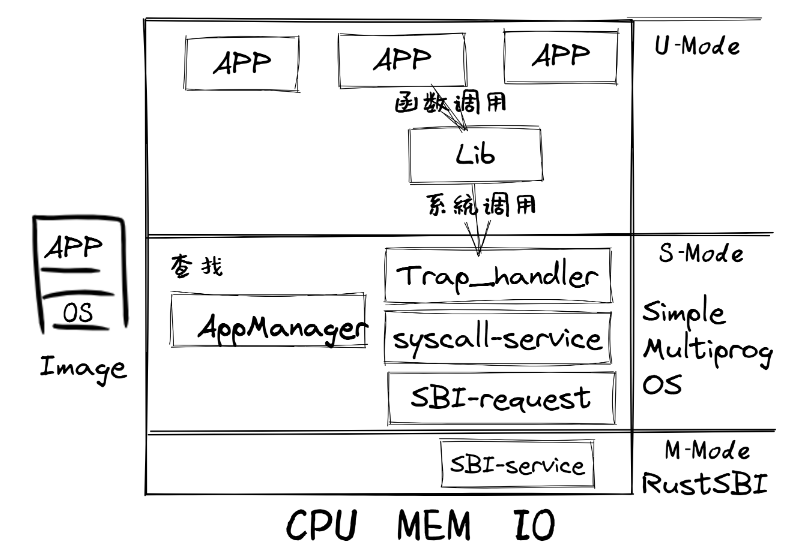 APP
APP
APP
U-Mode
函数调用
Lib
系统调用
APP
OS
Image
查找
AppManager
Trap_handler
syscall-service
SBI-request
S-Mode
Simple
Multiprog
OS
SBI-service
M-Mode
RustSBI
CPU MEM IO